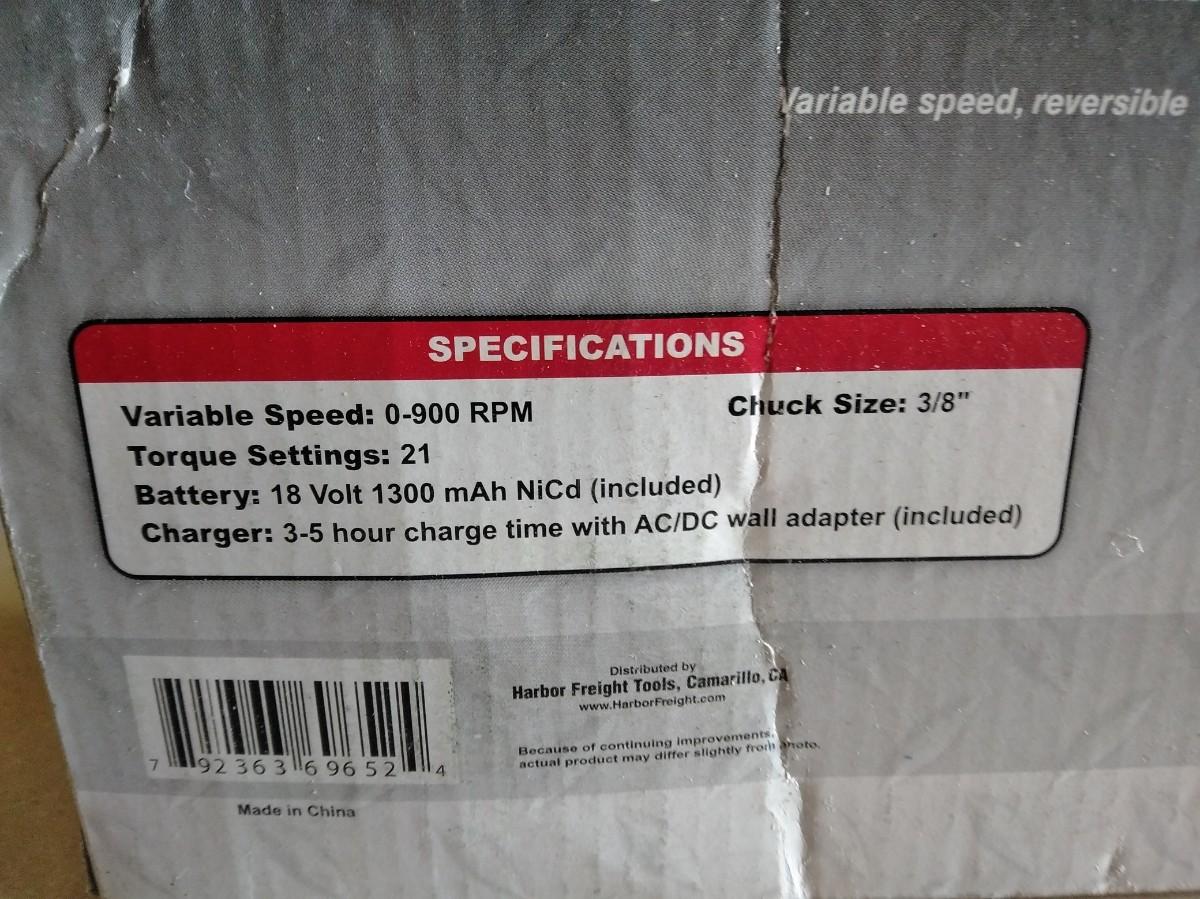 Variable speed, reversible
SPECIFICATIONS
Variable Speed: 0-900 RPM
Chuck Size: 3/8"
Torque Settings: 21
Battery: 18 Volt 1300 mAh NiCd (included)
Charger: 3-5 hour charge time with AC/DC wall adapter (included)
Distributed by
Harbor Freight Tools, Camarillo, CA
www.HarborFreight.com
Because of continuing improvements,
actual product may differ slightly from photo.
7 92363 69652 4
Made in China